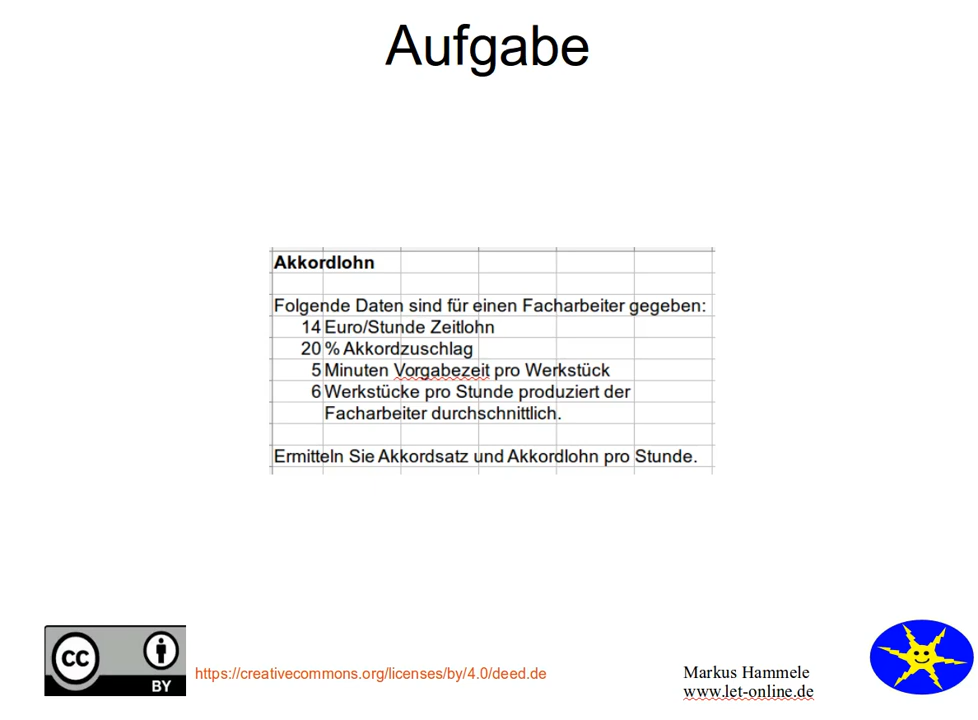 Aufgabe
Akkordlohn
Folgende Daten sind für einen Facharbeiter gegeben:
14 Euro/Stunde Zeitlohn
20 % Akkordzuschlag
5 Minuten Vorgabezeit pro Werkstück
6 Werkstücke pro Stunde produziert der
Facharbeiter durchschnittlich.
Ermitteln Sie Akkordsatz und Akkordlohn pro Stunde.
cc
BY
https://creativecommons.org/licenses/by/4.0/deed.de
Markus Hammele
www.let-online.de